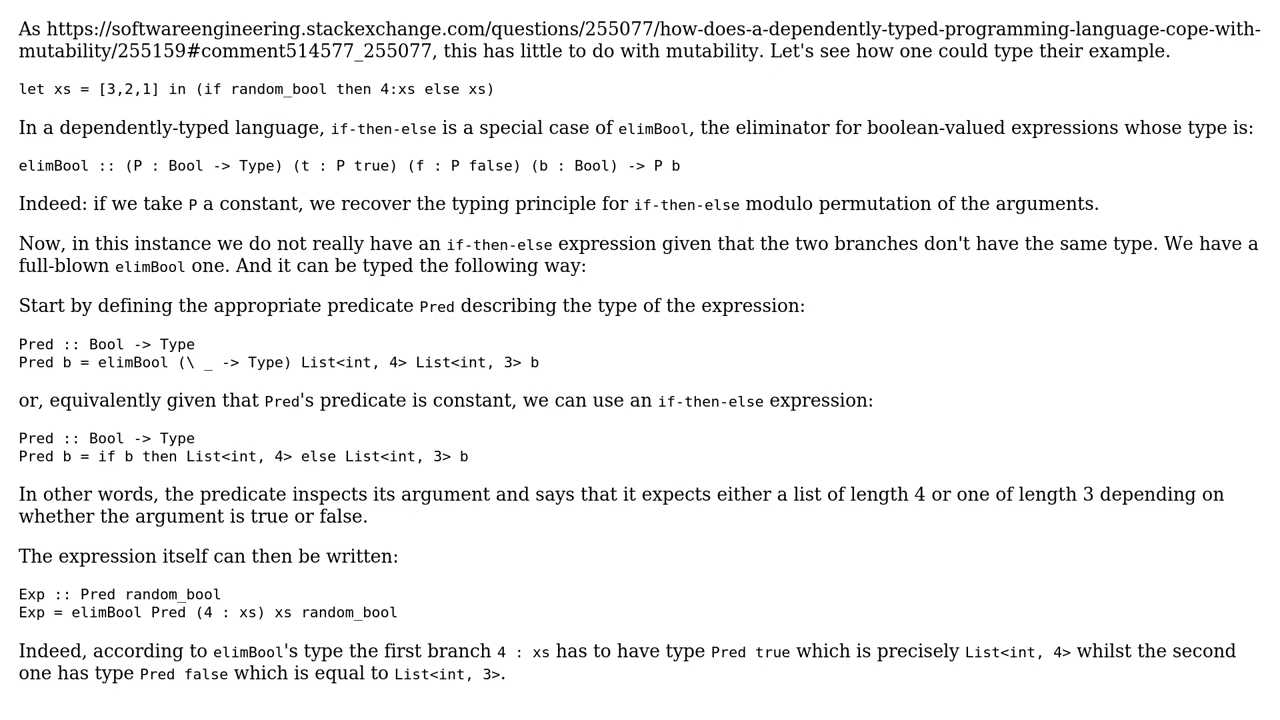 As https://softwareengineering.stackexchange.com/questions/255077/how-does-a-dependently-typed-programming-language-cope-with-
mutability/255159#comment514577_255077, this has little to do with mutability. Let's see how one could type their example.
let xs = [3,2,1] in (if random_bool then 4:xs else xs)
In a dependently-typed language, if-then-else is a special case of elimBool, the eliminator for boolean-valued expressions whose type is:
elimBool :: (P : Bool -> Type) (t : P true) (f : P false) (b : Bool) -> P b
Indeed: if we take P a constant, we recover the typing principle for if-then-else modulo permutation of the arguments.
Now, in this instance we do not really have an if-then-else expression given that the two branches don't have the same type. We have a
full-blown elimBool one. And it can be typed the following way:
Start by defining the appropriate predicate Pred describing the type of the expression:
Pred :: Bool -> Type
Pred b = elimBool (\ _ -> Type) List<int, 4> List<int, 3> b
or, equivalently given that Pred's predicate is constant, we can use an if-then-else expression:
Pred :: Bool -> Type
Pred b = if b then List<int, 4> else List<int, 3> b
In other words, the predicate inspects its argument and says that it expects either a list of length 4 or one of length 3 depending on
whether the argument is true or false.
The expression itself can then be written:
Exp :: Pred random_bool
Exp = elimBool Pred (4 : xs) xs random_bool
Indeed, according to elimBool's type the first branch 4 : xs has to have type Pred true which is precisely List<int, 4> whilst the second
one has type Pred false which is equal to List<int, 3>.